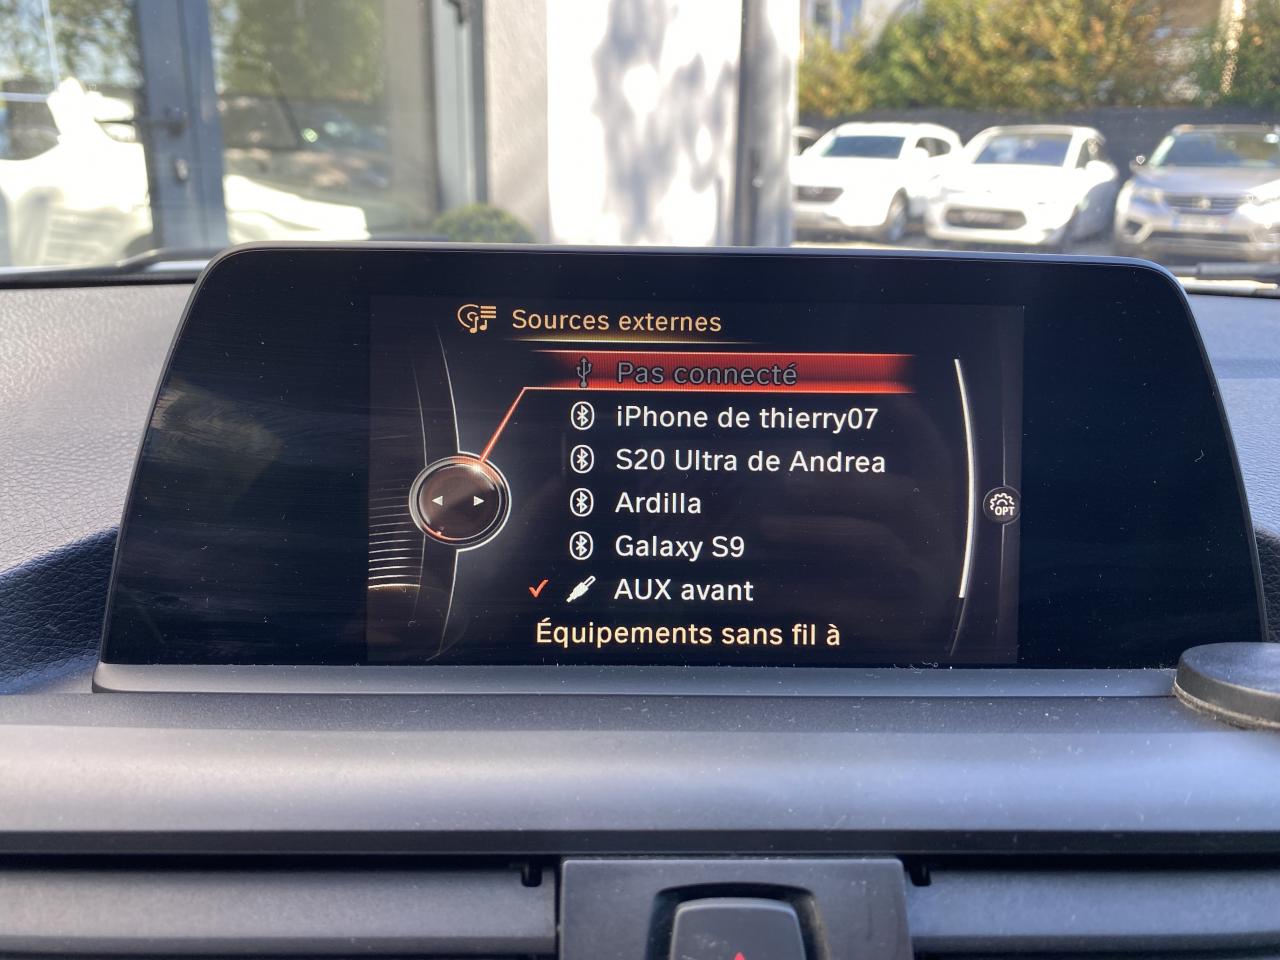 Sources externes
Pas connecté
iPhone de thierry07
S20 Ultra de Andrea
Ardilla
Galaxy S9
AUX avant
Équipements sans fil à
OPT